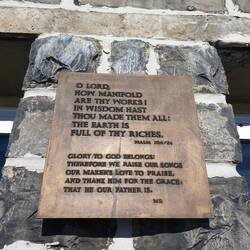 O LORD,
HOW MANIFOLD
ARE THY WORKS!
IN WISDOM HAST
THOU MADE THEM ALL:
THE EARTH IS
FULL OF THY RICHES.
PSALM 104/24
GLORY TO GOD BELONGS:
THEREFORE WE RAISE OUR SONGS
OUR MAKER'S LOVE TO PRAISE,
AND THANK HIM FOR THE GRACE:
THAT HE OUR FATHER IS.